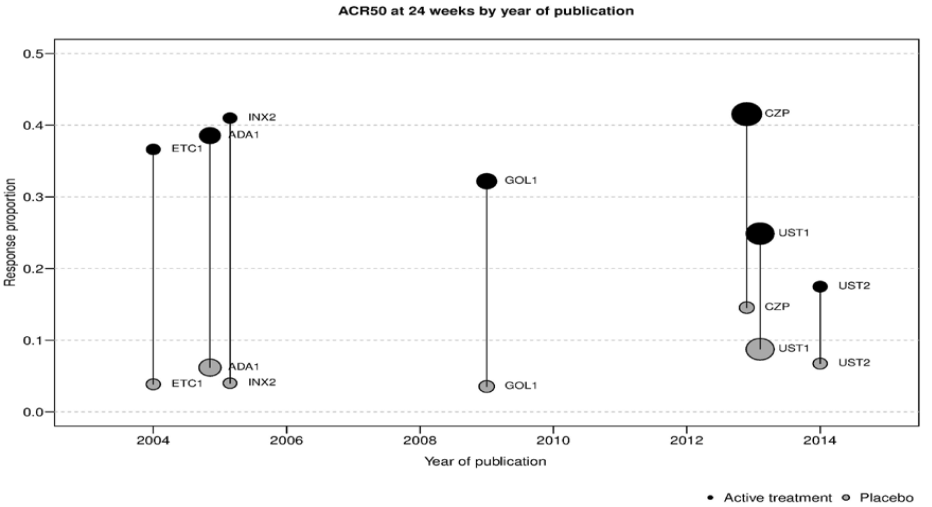 ACR50 at 24 weeks by year of publication
0.5
0.4
0.3
0.2
0.1
0.0
Response proportion
INX2
ADA1
ETC1
CZP
GOL1
UST1
UST2
CZP
UST1
UST2
ADA1
ETC1
INX2
GOL1
2004 2006 2008 2010 2012 2014
Year of publication
Active treatment Placebo